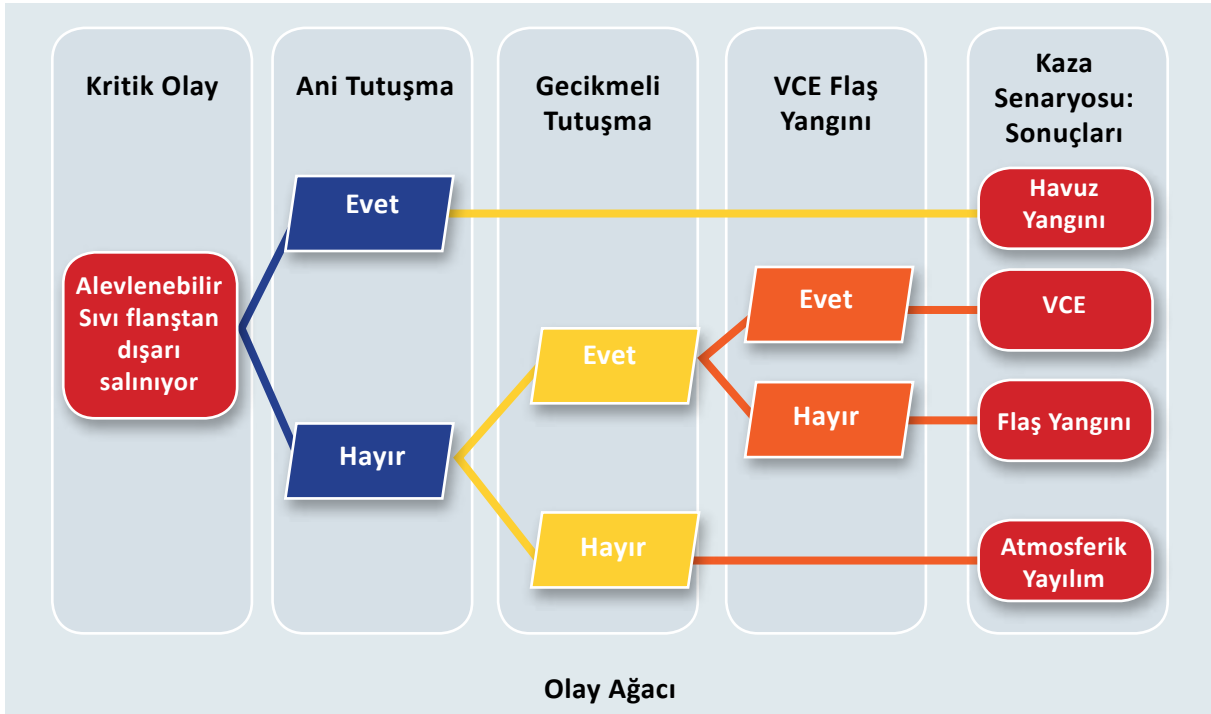 Kritik Olay
Ani Tutuşma
Gecikmeli
Tutuşma
VCE Flaş
Yangını
Kaza
Senaryosu:
Sonuçları
Alevlenebilir
Sıvı flanştan
dışarı
salınıyor
Evet
Hayır
Evet
Hayır
Evet
Hayır
Havuz
Yangını
VCE
Flaş Yangını
Atmosferik
Yayılım
Olay Ağacı